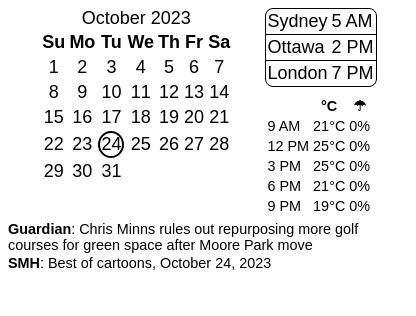 October 2023
Su Mo Tu We Th Fr Sa
1 2 3 4 5 6 7
8 9 10 11 12 13 14
15 16 17 18 19 20 21
22 23 24 25 26 27 28
29 30 31
Sydney 5 AM
Ottawa 2 PM
London 7 PM
°C ☂
9 AM 21°C 0%
12 PM 25°C 0%
3 PM 25°C 0%
6 PM 21°C 0%
9 PM 19°C 0%
Guardian: Chris Minns rules out repurposing more golf
courses for green space after Moore Park move
SMH: Best of cartoons, October 24, 2023